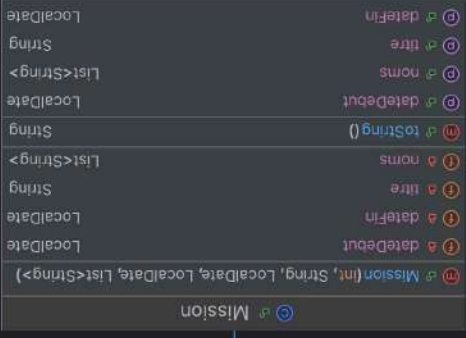 Mission
Mission(int, String, LocalDate, LocalDate, List<String>)
dateDebut LocalDate
dateFin LocalDate
titre String
noms List<String>
toString() String
dateDebut LocalDate
noms List<String>
titre String
dateFin LocalDate